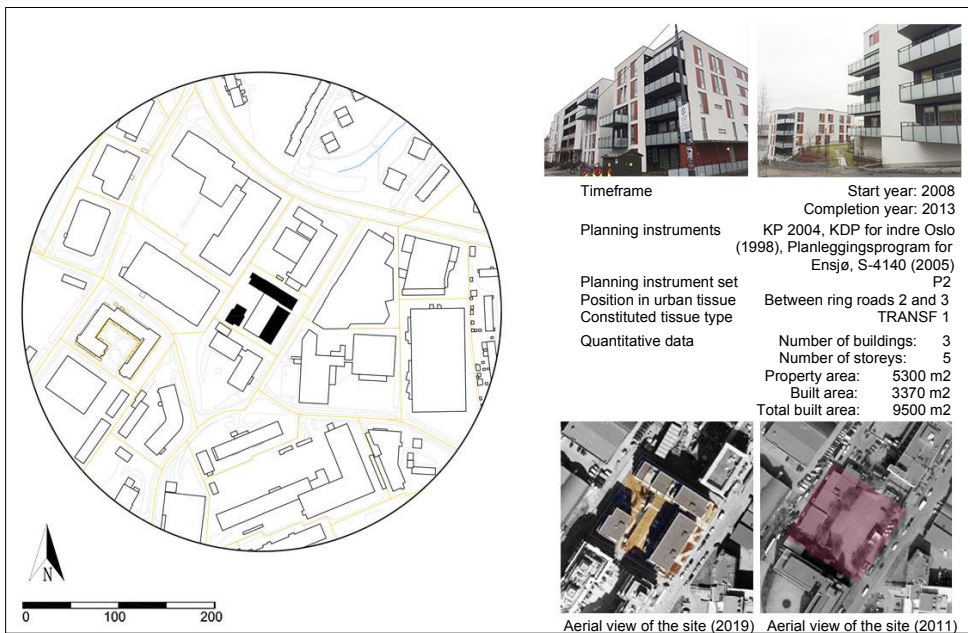 Timeframe Start year: 2008
Completion year: 2013
Planning instruments KP 2004, KDP for indre Oslo
(1998), Planleggingsprogram for
Ensjø, S-4140 (2005)
Planning instrument set P2
Position in urban tissue Between ring roads 2 and 3
Constituted tissue type TRANSF 1
Quantitative data Number of buildings: 3
Number of storeys: 5
Property area: 5300 m2
Built area: 3370 m2
Total built area: 9500 m2
N
0 100 200
Aerial view of the site (2019) Aerial view of the site (2011)